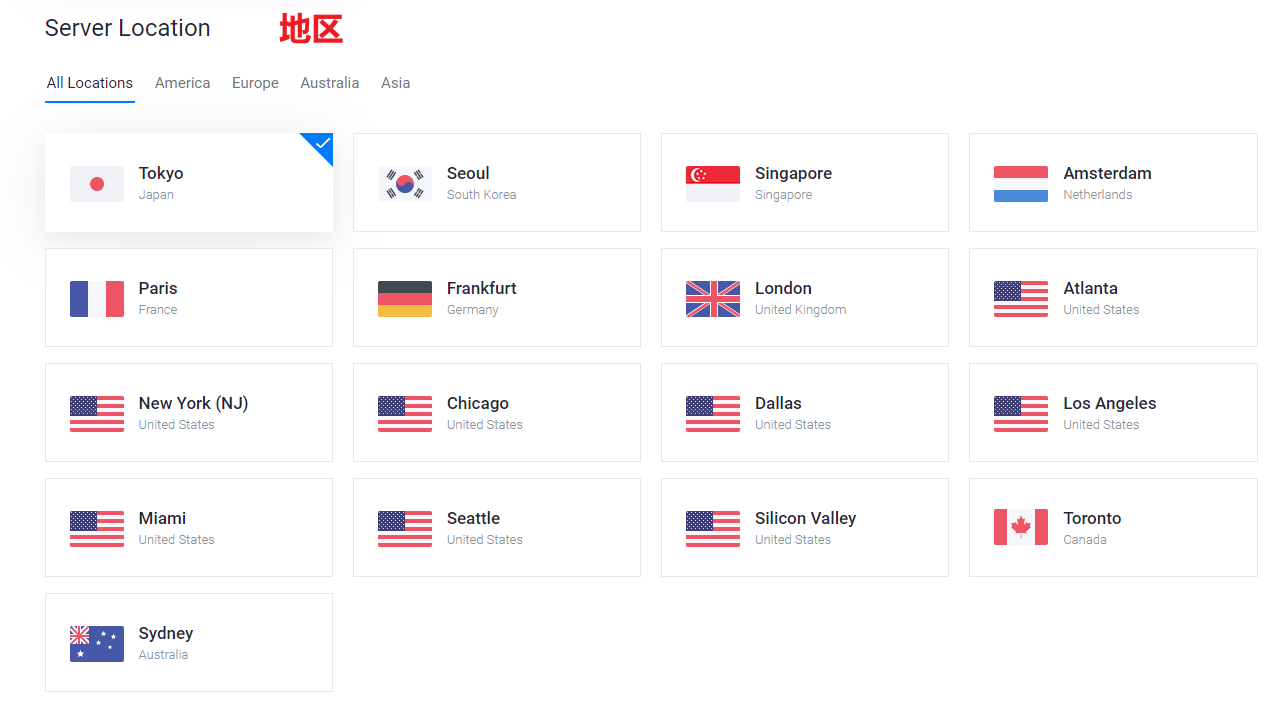 Server Location 地区
All Locations America Europe Australia Asia
Tokyo
Japan
Seoul
South Korea
Singapore
Singapore
Amsterdam
Netherlands
Paris
France
Frankfurt
Germany
London
United Kingdom
Atlanta
United States
New York (NJ)
United States
Chicago
United States
Dallas
United States
Los Angeles
United States
Miami
United States
Seattle
United States
Silicon Valley
United States
Toronto
Canada
Sydney
Australia